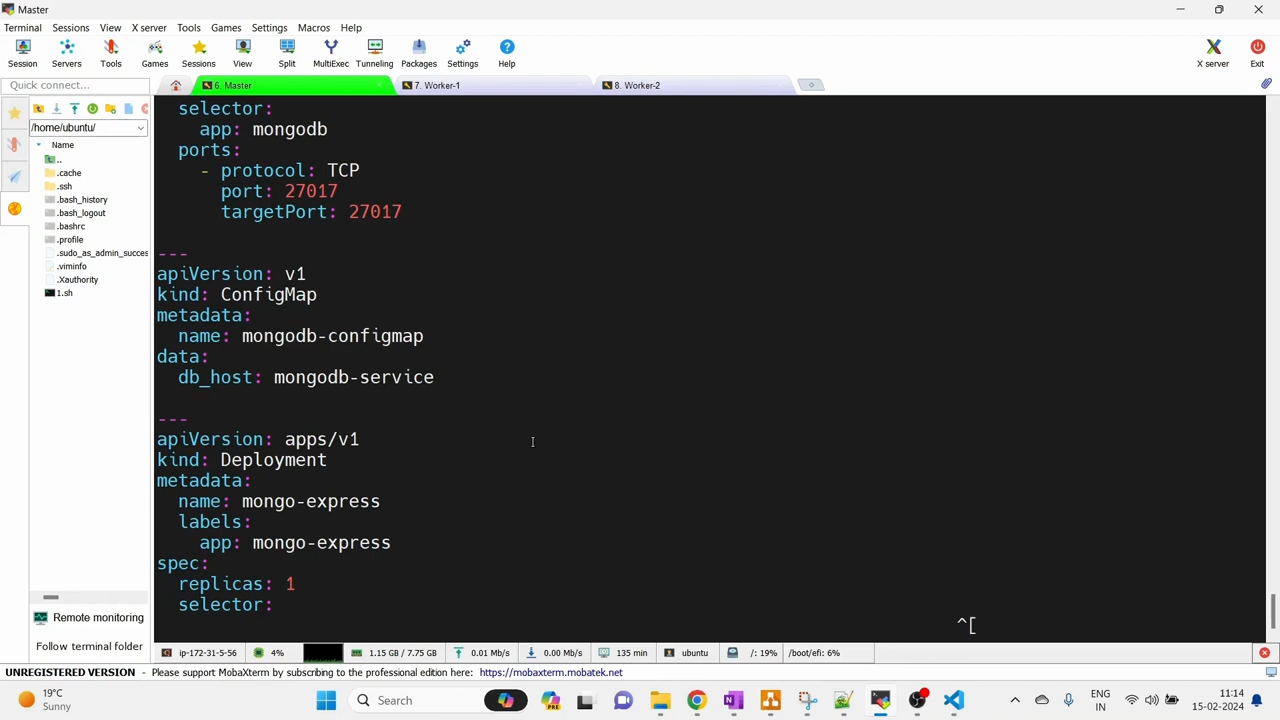 Master
Terminal Sessions View X server Tools Games Settings Macros Help
Session Servers Tools Games Sessions View Split MultiExec Tunneling Packages Settings Help X server Exit
Quick connect... 6. Master 7. Worker-1 8. Worker-2
/home/ubuntu/
Name
..
.cache
.ssh
.bash_history
.bash_logout
.bashrc
.profile
.sudo_as_admin_succes
.viminfo
.Xauthority
1.sh
Remote monitoring
Follow terminal folder
selector:
app: mongodb
ports:
- protocol: TCP
port: 27017
targetPort: 27017
---
apiVersion: v1
kind: ConfigMap
metadata:
name: mongodb-configmap
data:
db_host: mongodb-service
---
apiVersion: apps/v1
kind: Deployment
metadata:
name: mongo-express
labels:
app: mongo-express
spec:
replicas: 1
selector:
^[
ip-172-31-5-56 4% 1.15 GB / 7.75 GB 0.01 Mb/s 0.00 Mb/s 135 min ubuntu /: 19% /boot/efi: 6%
UNREGISTERED VERSION - Please support MobaXterm by subscribing to the professional edition here: https://mobaxterm.mobatek.net
19°C
Sunny
Search
PRE
ENG
IN
11:14
15-02-2024